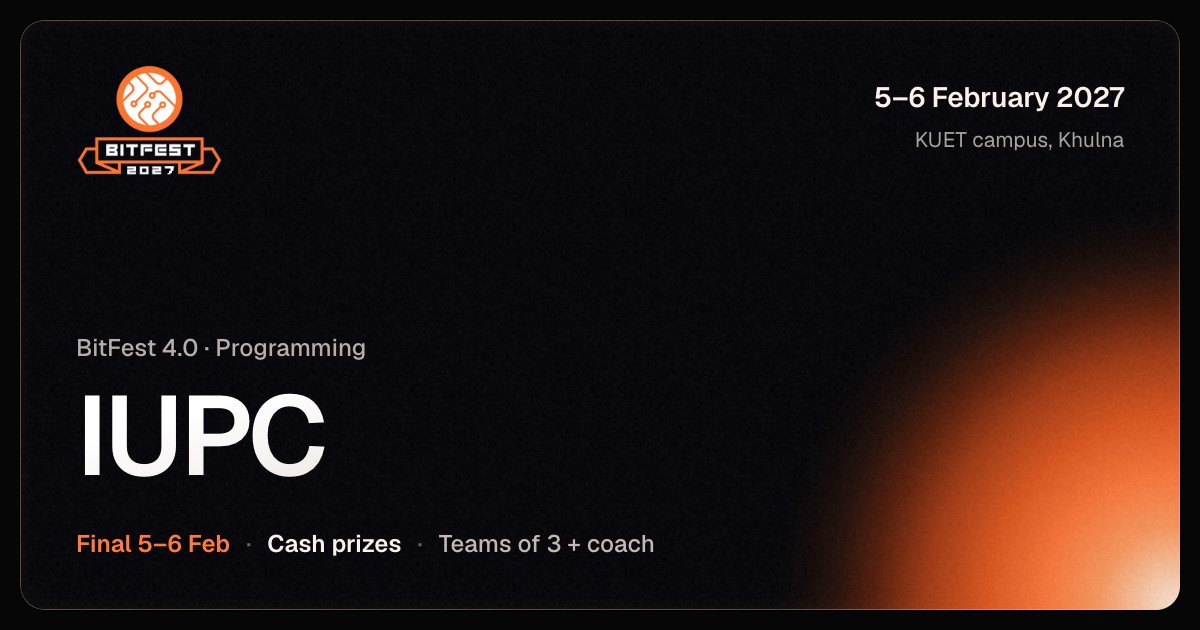 BITFEST
2027
5–6 February 2027
KUET campus, Khulna
BitFest 4.0 · Programming
IUPC
Final 5–6 Feb · Cash prizes · Teams of 3 + coach